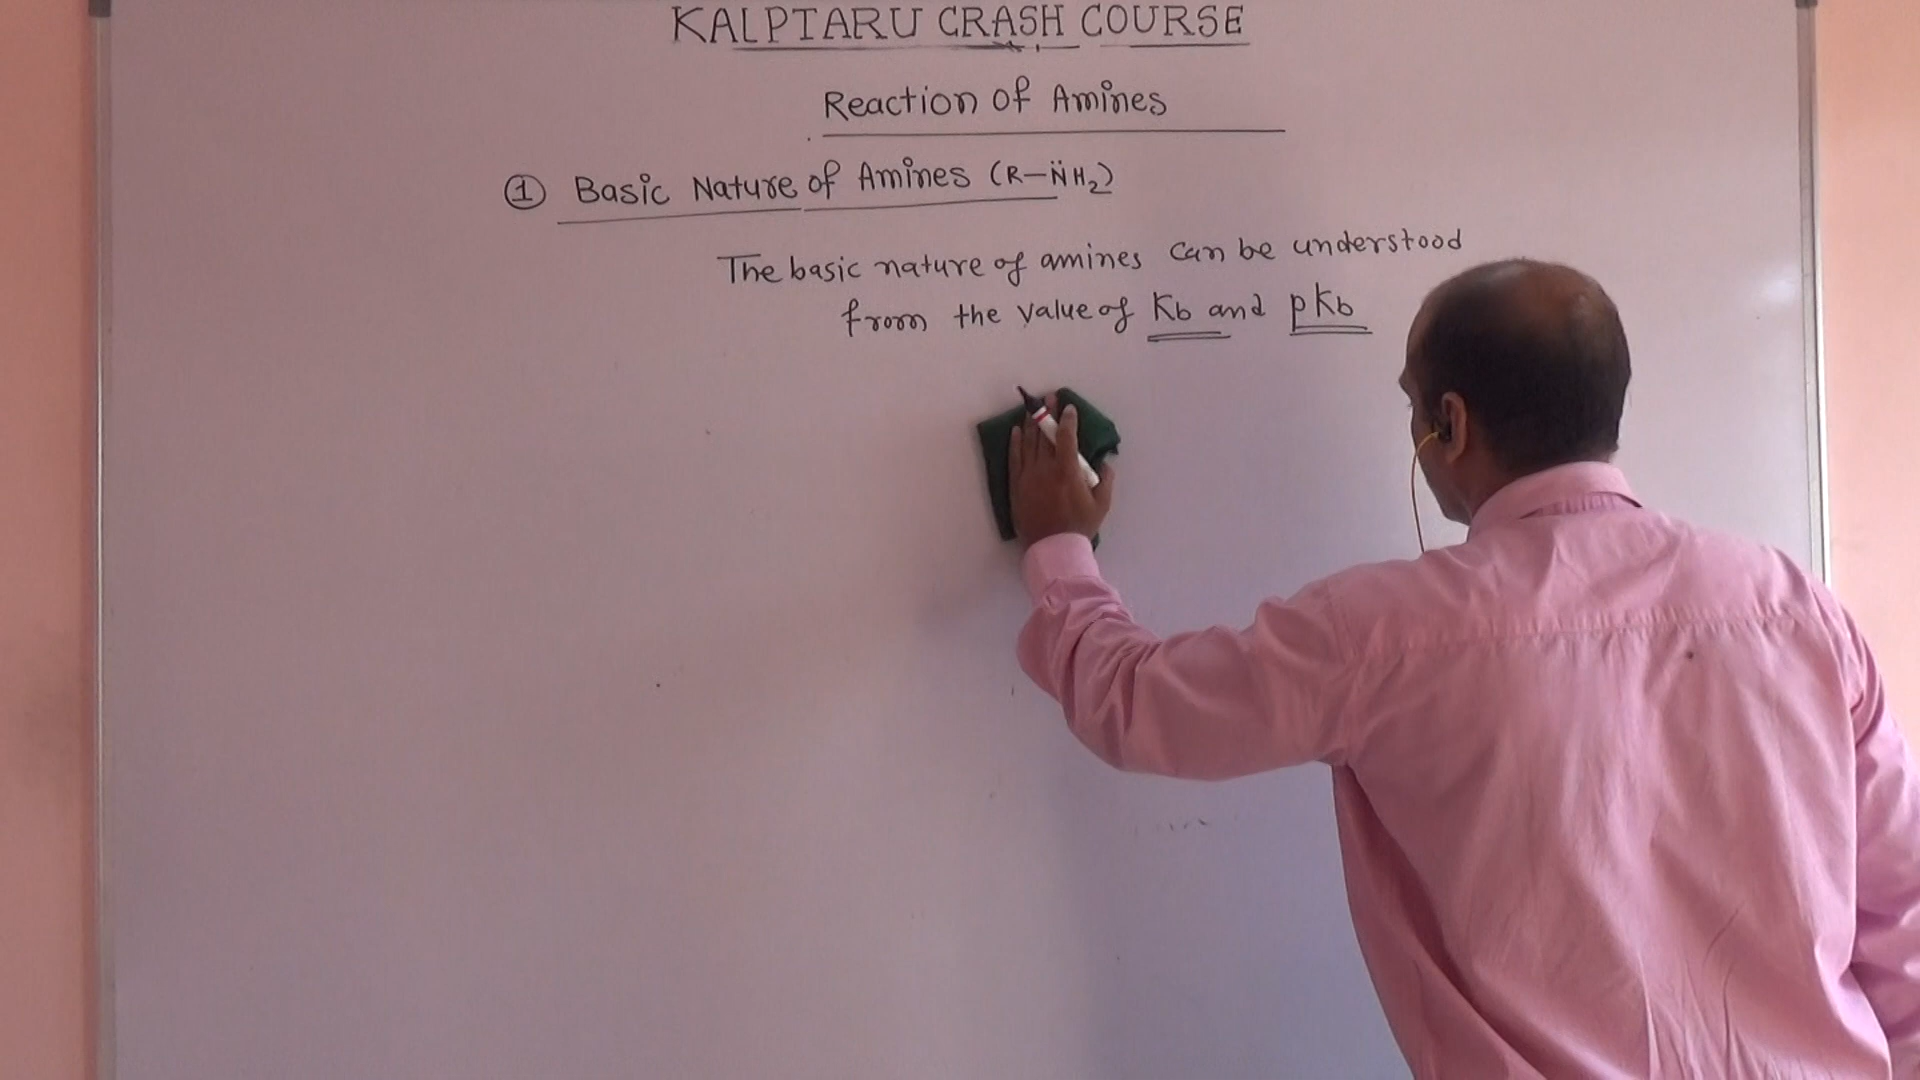 KALPTARU CRASH COURSE
Reaction of Amines
① Basic Nature of Amines (R–N̈H₂)
The basic nature of amines can be understood
from the value of Kb and pKb